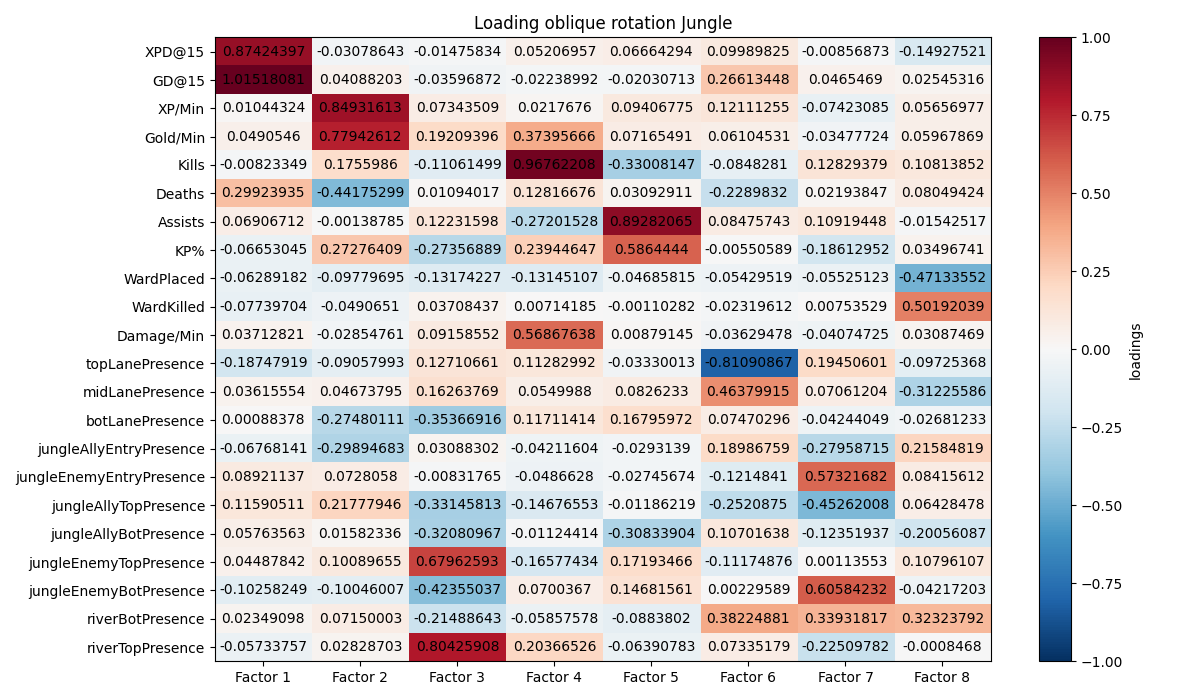 Loading oblique rotation Jungle
XPD@15 0.87424397 -0.03078643 -0.01475834 0.05206957 0.06664294 0.09989825 -0.00856873 -0.14927521
GD@15 1.01518081 0.04088203 -0.03596872 -0.02238992 -0.02030713 0.26613448 0.0465469 0.02545316
XP/Min 0.01044324 0.84931613 0.07343509 0.0217676 0.09406775 0.12111255 -0.07423085 0.05656977
Gold/Min 0.0490546 0.77942612 0.19209396 0.37395666 0.07165491 0.06104531 -0.03477724 0.05967869
Kills -0.00823349 0.1755986 -0.11061499 0.96762208 -0.33008147 -0.0848281 0.12829379 0.10813852
Deaths 0.29923935 -0.44175299 0.01094017 0.12816676 0.03092911 -0.2289832 0.02193847 0.08049424
Assists 0.06906712 -0.00138785 0.12231598 -0.27201528 0.89282065 0.08475743 0.10919448 -0.01542517
KP% -0.06653045 0.27276409 -0.27356889 0.23944647 0.5864444 -0.00550589 -0.18612952 0.03496741
WardPlaced -0.06289182 -0.09779695 -0.13174227 -0.13145107 -0.04685815 -0.05429519 -0.05525123 -0.47133552
WardKilled -0.07739704 -0.0490651 0.03708437 0.00714185 -0.00110282 -0.02319612 0.00753529 0.50192039
Damage/Min 0.03712821 -0.02854761 0.09158552 0.56867638 0.00879145 -0.03629478 -0.04074725 0.03087469
topLanePresence -0.18747919 -0.09057993 0.12710661 0.11282992 -0.03330013 -0.81090867 0.19450601 -0.09725368
midLanePresence 0.03615554 0.04673795 0.16263769 0.0549988 0.0826233 0.46379915 0.07061204 -0.31225586
botLanePresence 0.00088378 -0.27480111 -0.35366916 0.11711414 0.16795972 0.07470296 -0.04244049 -0.02681233
jungleAllyEntryPresence -0.06768141 -0.29894683 0.03088302 -0.04211604 -0.0293139 0.18986759 -0.27958715 0.21584819
jungleEnemyEntryPresence 0.08921137 0.0728058 -0.00831765 -0.0486628 -0.02745674 -0.1214841 0.57321682 0.08415612
jungleAllyTopPresence 0.11590511 0.21777946 -0.33145813 -0.14676553 -0.01186219 -0.2520875 -0.45262008 0.06428478
jungleAllyBotPresence 0.05763563 0.01582336 -0.32080967 -0.01124414 -0.30833904 0.10701638 -0.12351937 -0.20056087
jungleEnemyTopPresence 0.04487842 0.10089655 0.67962593 -0.16577434 0.17193466 -0.11174876 0.00113553 0.10796107
jungleEnemyBotPresence -0.10258249 -0.10046007 -0.42355037 0.0700367 0.14681561 0.00229589 0.60584232 -0.04217203
riverBotPresence 0.02349098 0.07150003 -0.21488643 -0.05857578 -0.0883802 0.38224881 0.33931817 0.32323792
riverTopPresence -0.05733757 0.02828703 0.80425908 0.20366526 -0.06390783 0.07335179 -0.22509782 -0.0008468
Factor 1 Factor 2 Factor 3 Factor 4 Factor 5 Factor 6 Factor 7 Factor 8
1.00
0.75
0.50
0.25
0.00
−0.25
−0.50
−0.75
−1.00
loadings